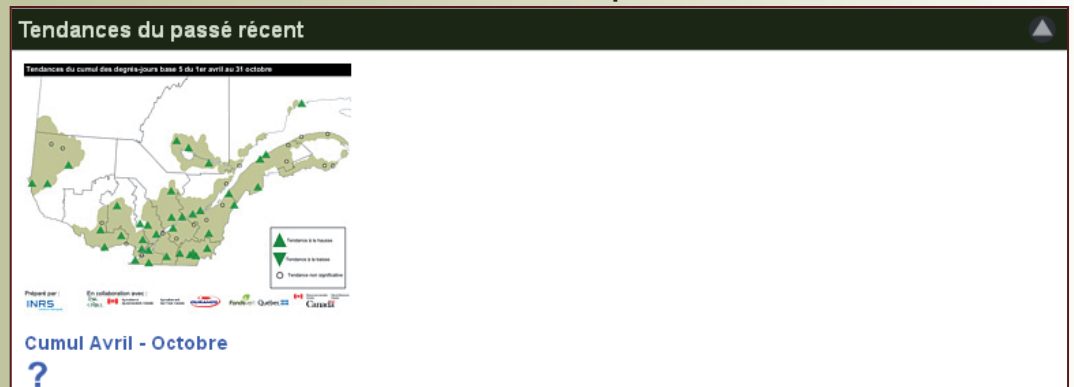 Tendances du passé récent
Tendances du cumul des degrés-jours base 5 du 1er avril au 31 octobre
Tendance à la hausse
Tendance à la baisse
Tendance non significative
Préparé par :
En collaboration avec :
INRS
Fonds vert
Québec
Canada
Cumul Avril - Octobre
?